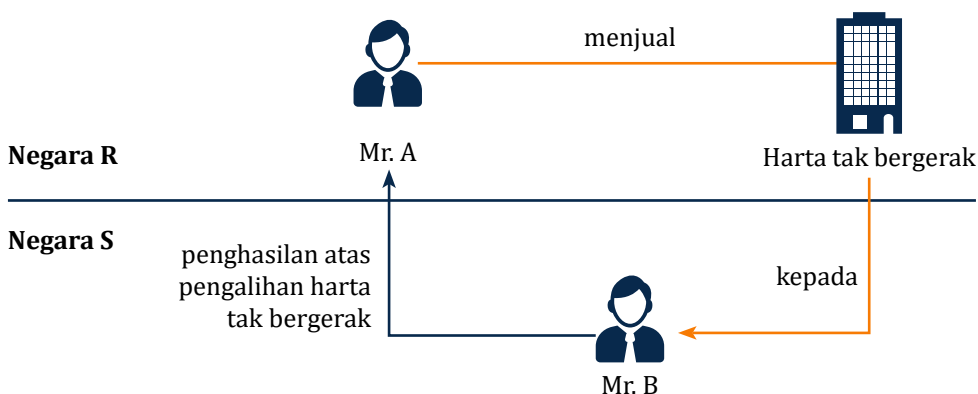 menjual
Negara R
Mr. A
Harta tak bergerak
Negara S
penghasilan atas
pengalihan harta
tak bergerak
kepada
Mr. B